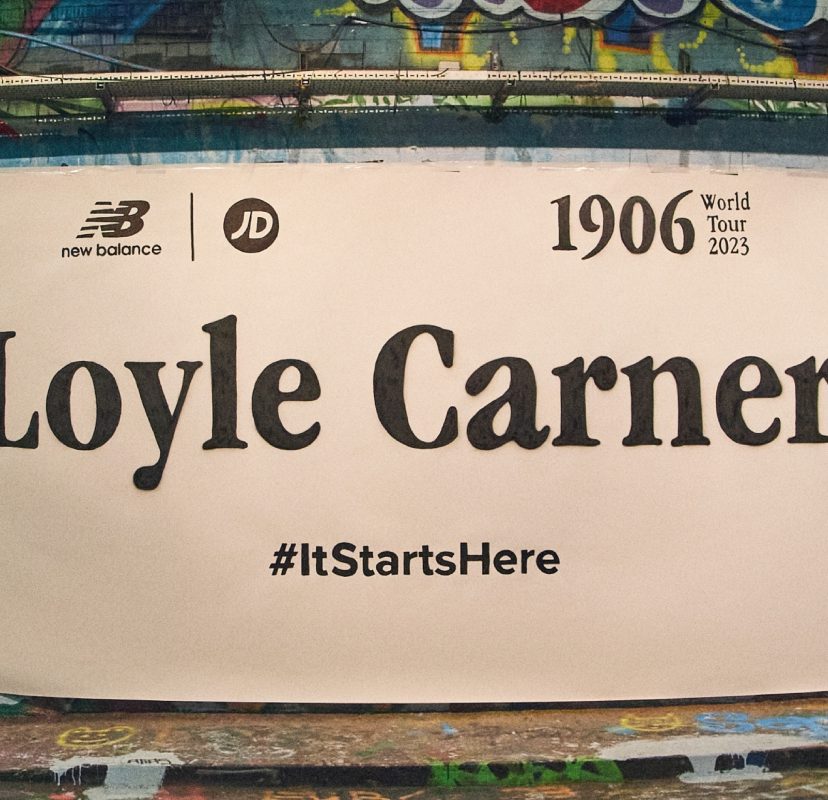 new balance
JD
1906 World
Tour
2023
Loyle Carner
#ItStartsHere